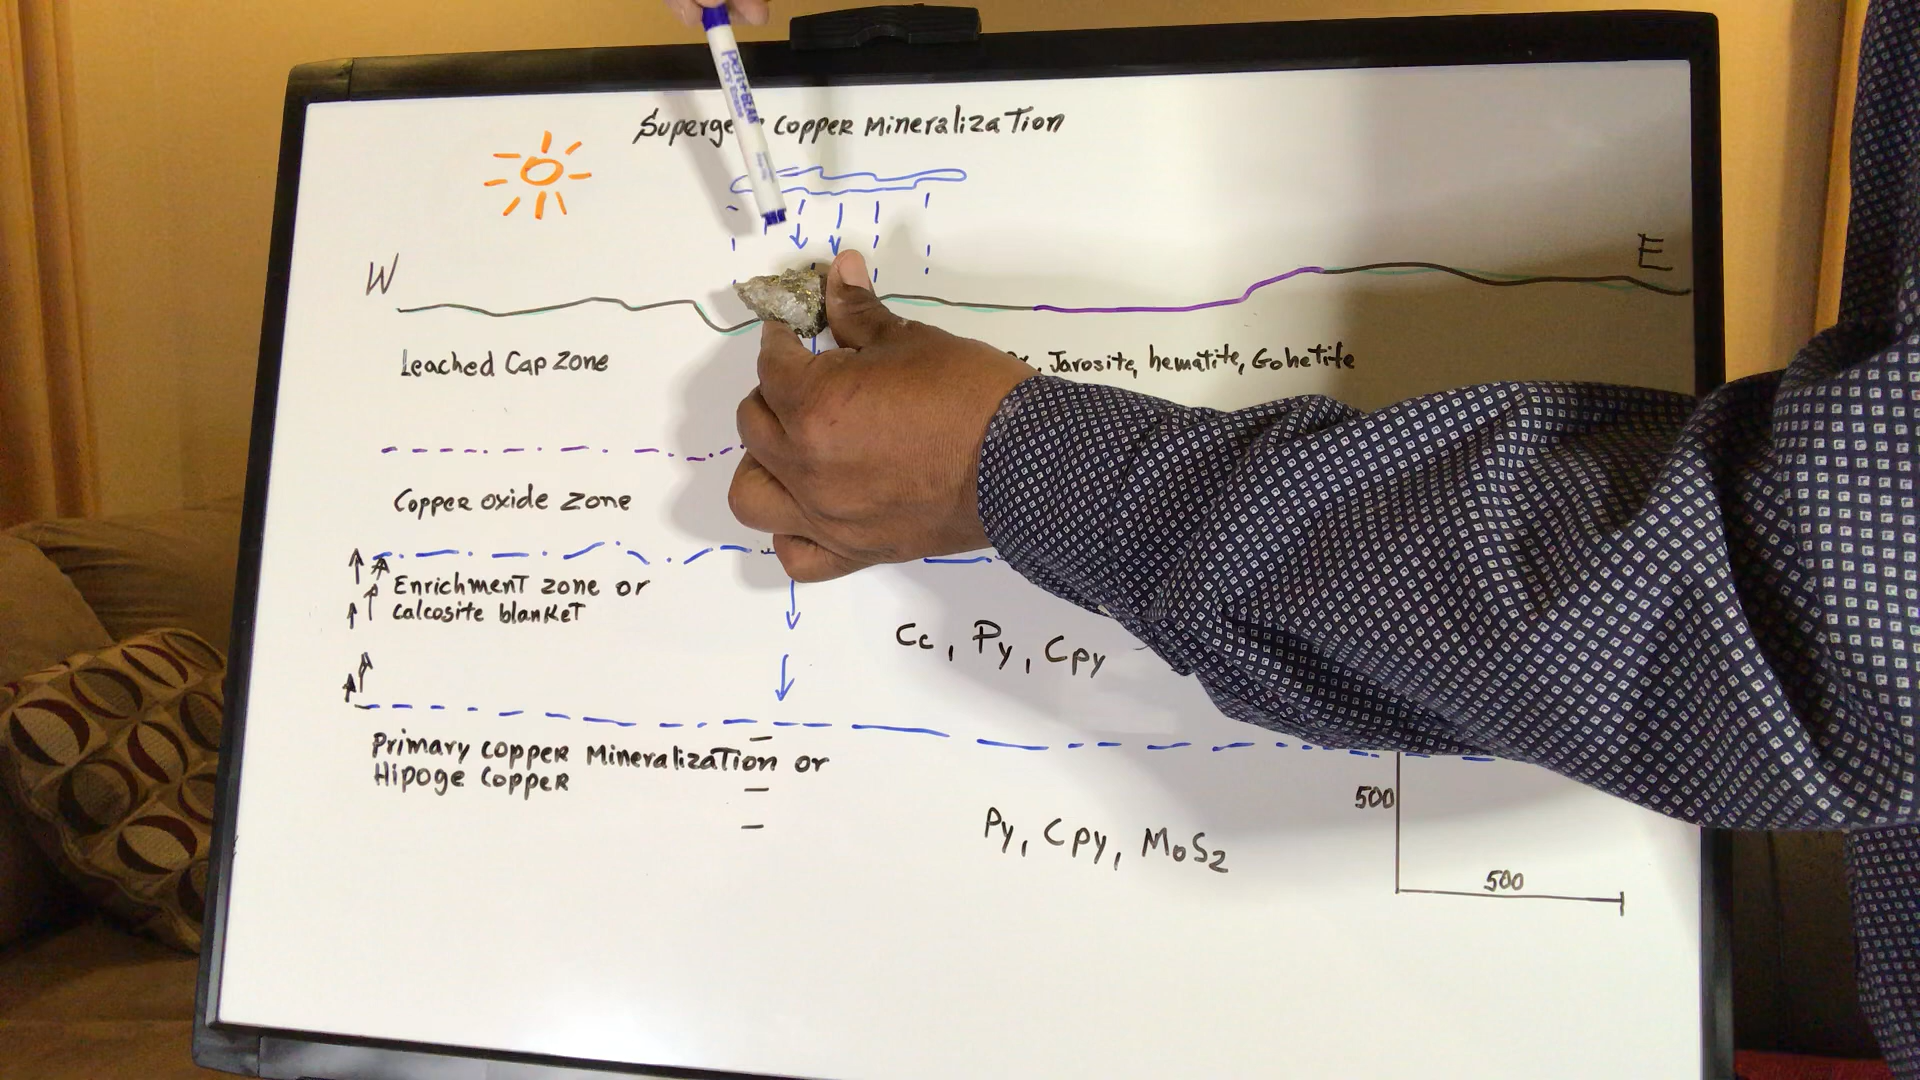 Copper Mineralization
W
E
Leached Cap Zone
Jarosite, hematite, Gohetite
Copper oxide zone
Enrichment zone or
calcosite blanket
Cc, Py, Cpy
Primary copper Mineralization or
Hipoge Copper
500
Py, Cpy, MoS2
500